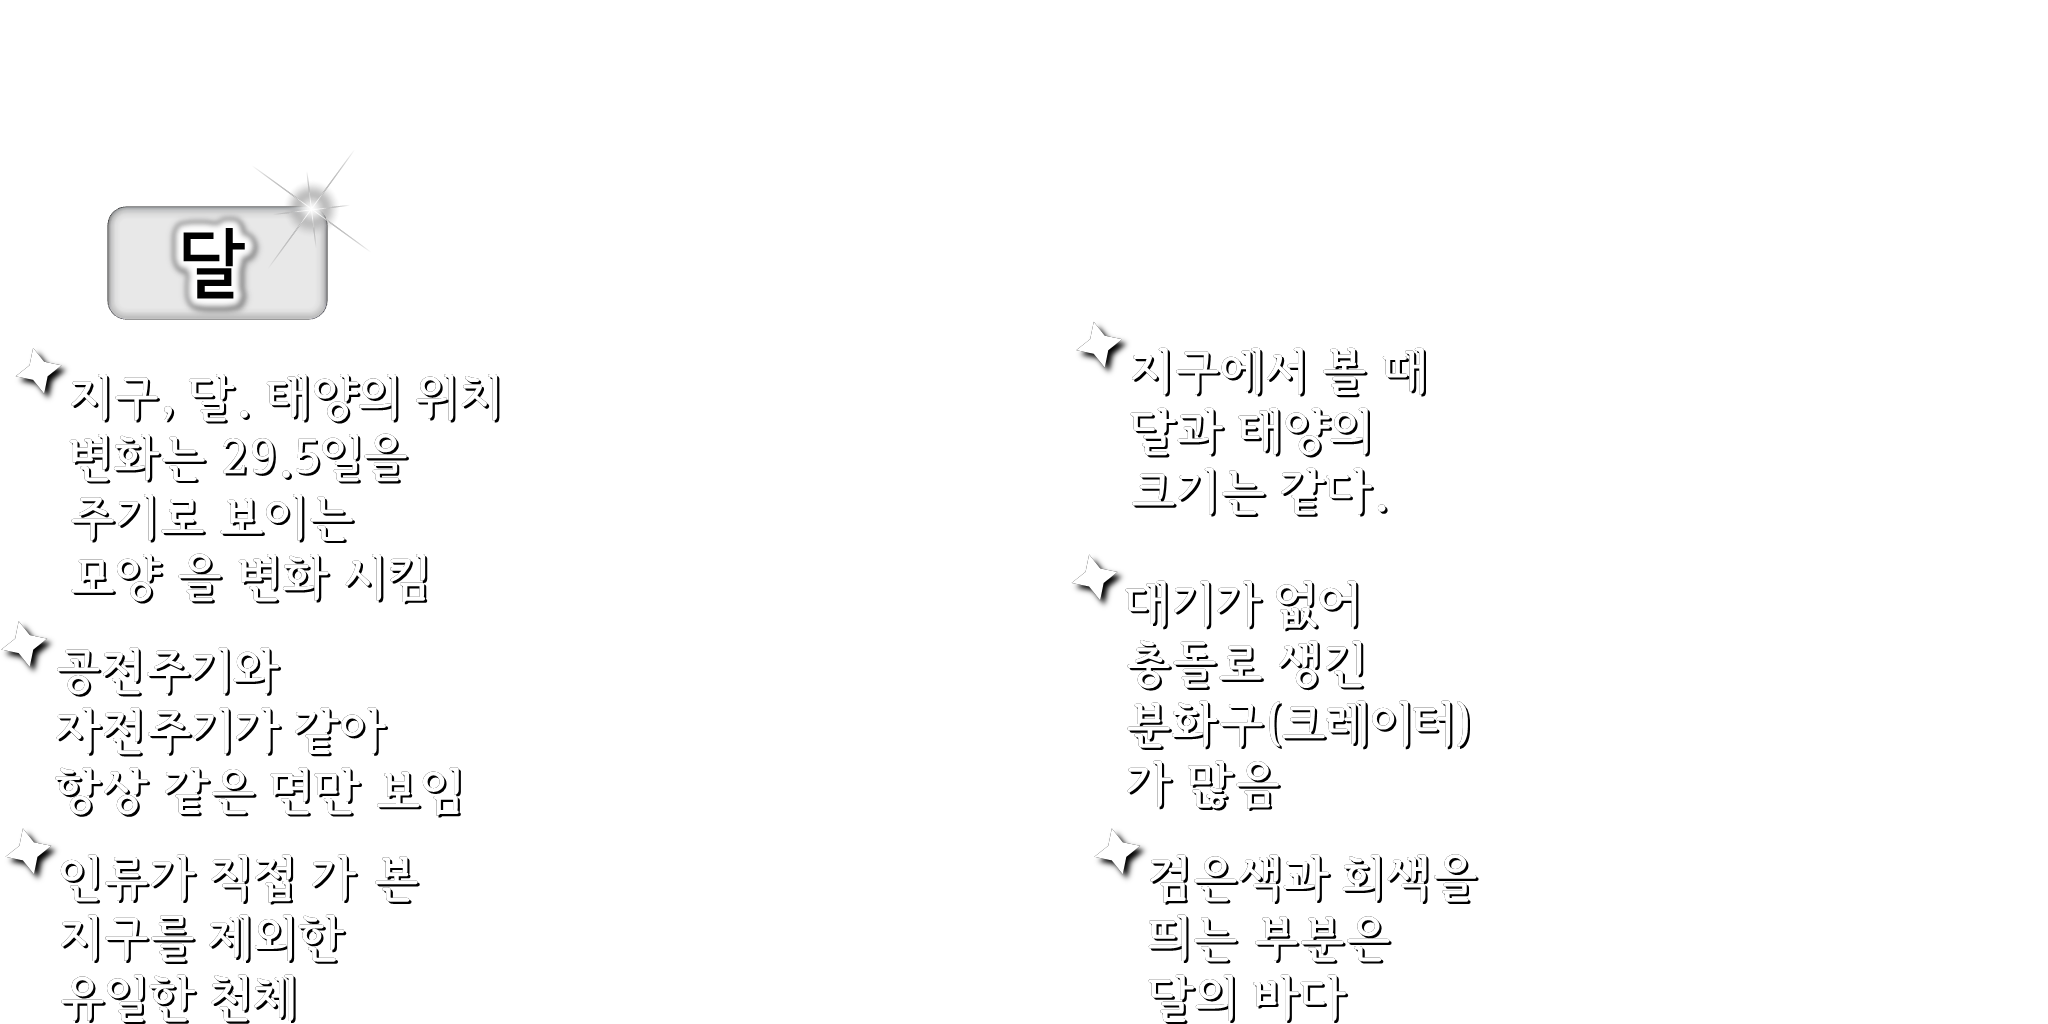 달
지구, 달. 태양의 위치
변화는 29.5일을
주기로 보이는
모양 을 변화 시킴
공전주기와
자전주기가 같아
항상 같은 면만 보임
인류가 직접 가 본
지구를 제외한
유일한 천체
지구에서 볼 때
달과 태양의
크기는 같다.
대기가 없어
충돌로 생긴
분화구(크레이터)
가 많음
검은색과 회색을
띄는 부분은
달의 바다